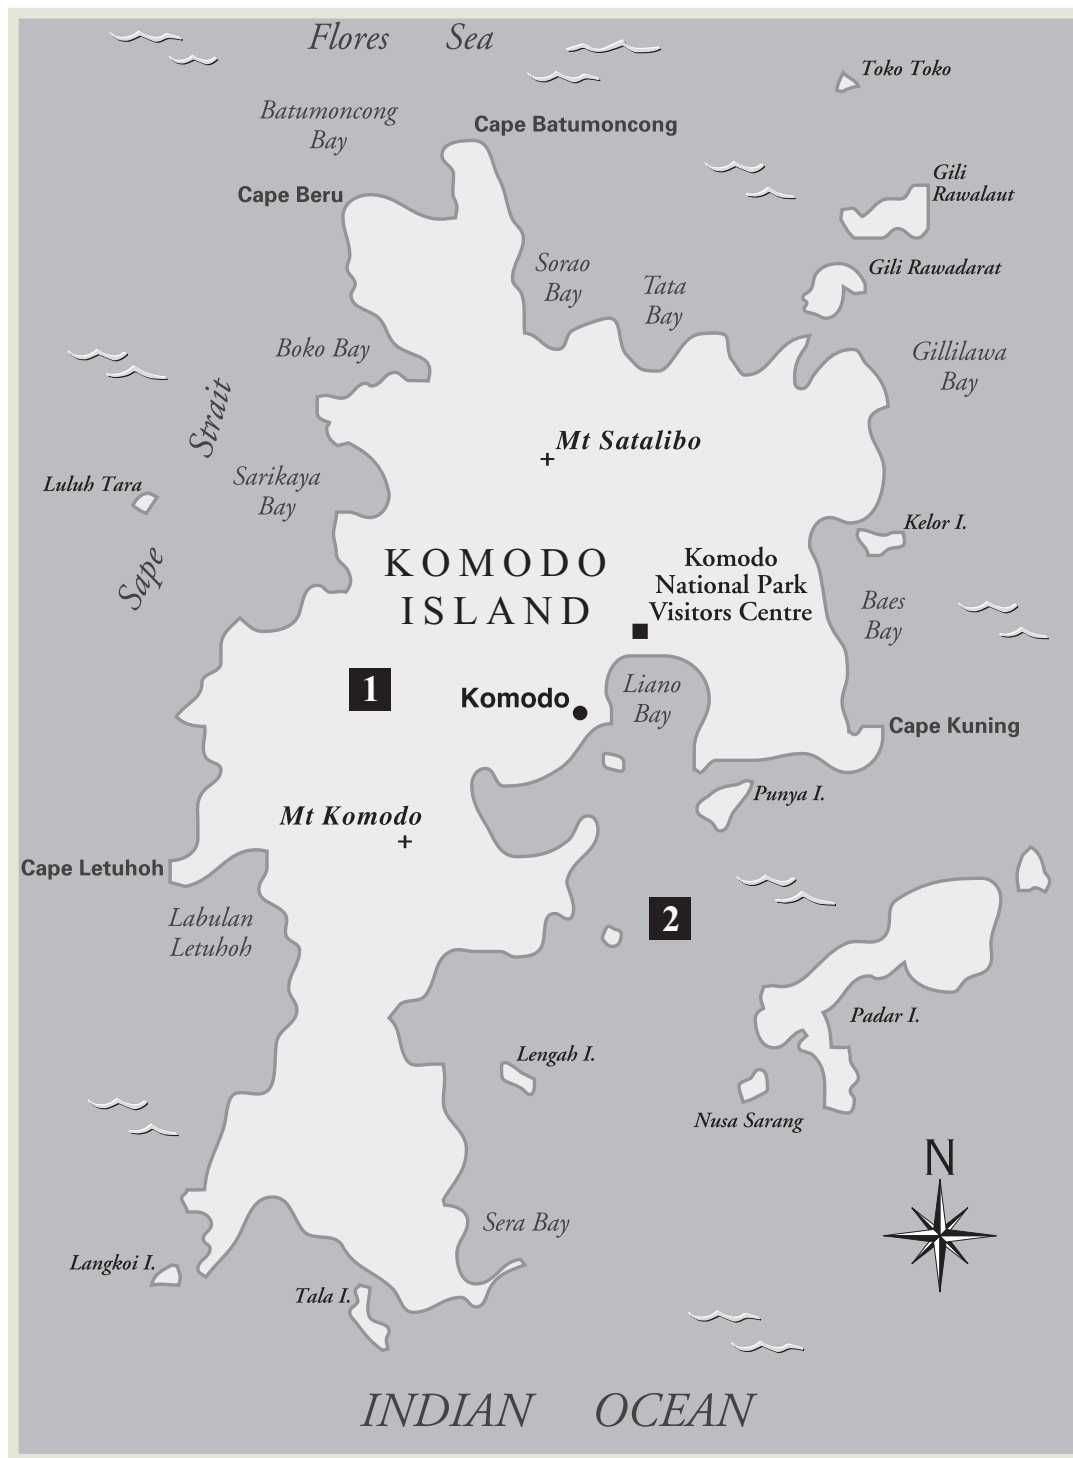 Flores Sea
Toko Toko
Batumoncong
Bay
Cape Batumoncong
Gili
Rawalaut
Cape Beru
Sorao
Bay
Tata
Bay
Gili Rawadarat
Boko Bay
Gillilawa
Bay
Strait
Mt Satalibo
Luluh Tara
Sarikaya
Bay
Kelor I.
Sape
KOMODO
ISLAND
Komodo
National Park
Visitors Centre
Baes
Bay
1
Komodo
Liano
Bay
Cape Kuning
Punya I.
Mt Komodo
Cape Letuhoh
Labulan
Letuhoh
2
Padar I.
Lengah I.
Nusa Sarang
N
Sera Bay
Langkoi I.
Tala I.
INDIAN OCEAN